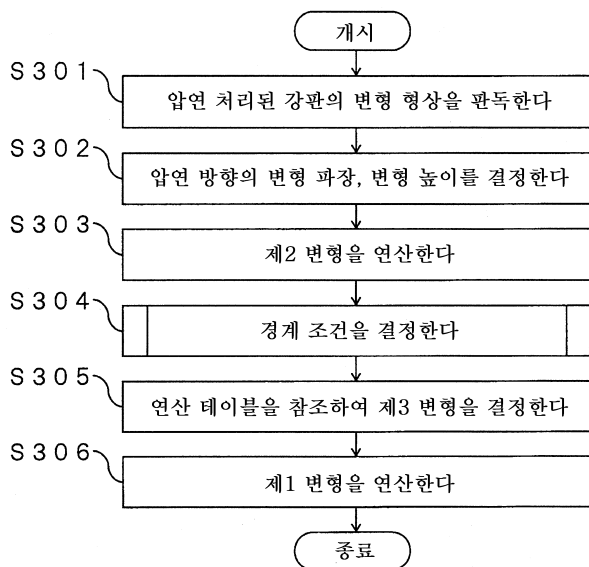 개시
S301
압연 처리된 강판의 변형 형상을 판독한다
S302
압연 방향의 변형 파장, 변형 높이를 결정한다
S303
제2 변형을 연산한다
S304
경계 조건을 결정한다
S305
연산 테이블을 참조하여 제3 변형을 결정한다
S306
제1 변형을 연산한다
종료